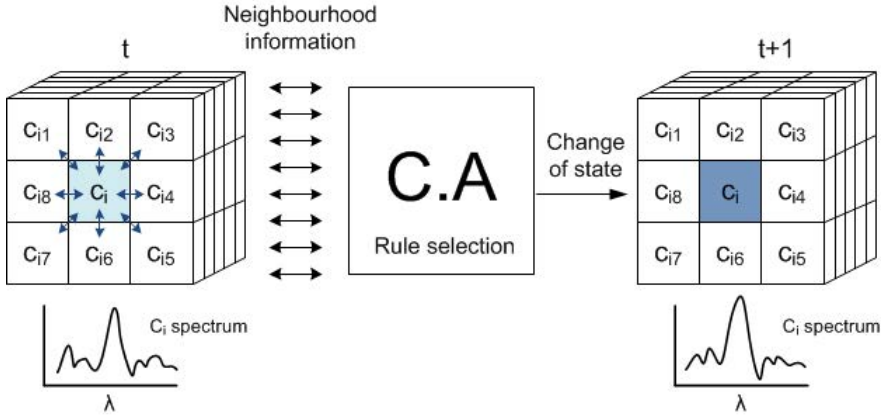 Neighbourhood
information
t
t+1
Ci1 Ci2 Ci3
Ci8 Ci Ci4
Ci7 Ci6 Ci5
C.A
Rule selection
Change
of state
Ci1 Ci2 Ci3
Ci8 Ci Ci4
Ci7 Ci6 Ci5
Ci spectrum
λ
Ci spectrum
λ